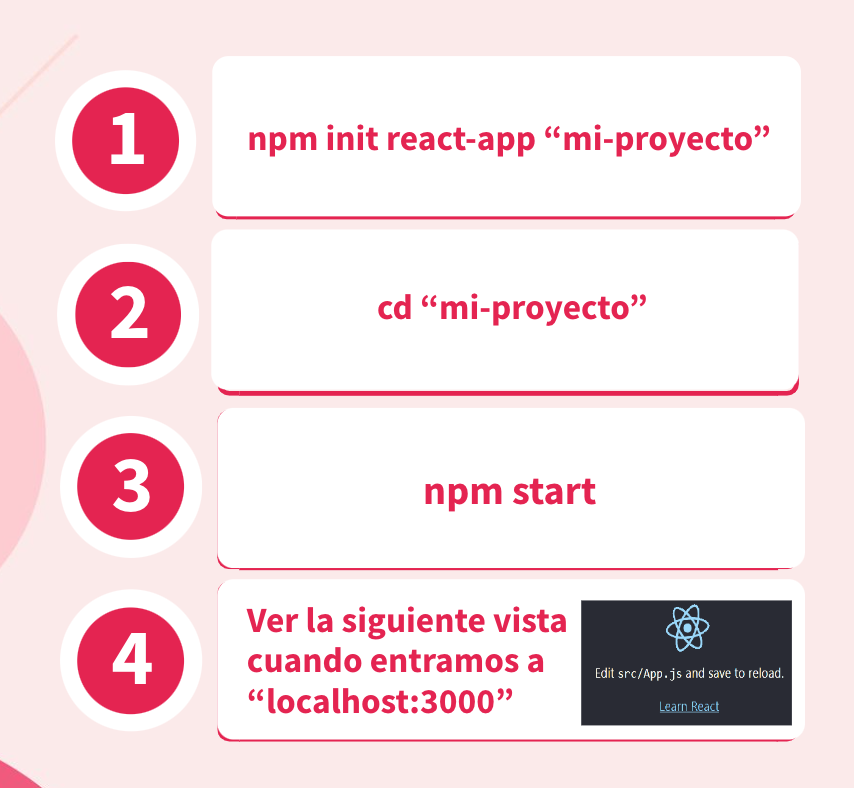 1
npm init react-app “mi-proyecto”
2
cd “mi-proyecto”
3
npm start
4
Ver la siguiente vista
cuando entramos a
“localhost:3000”
Edit src/App.js and save to reload.
Learn React